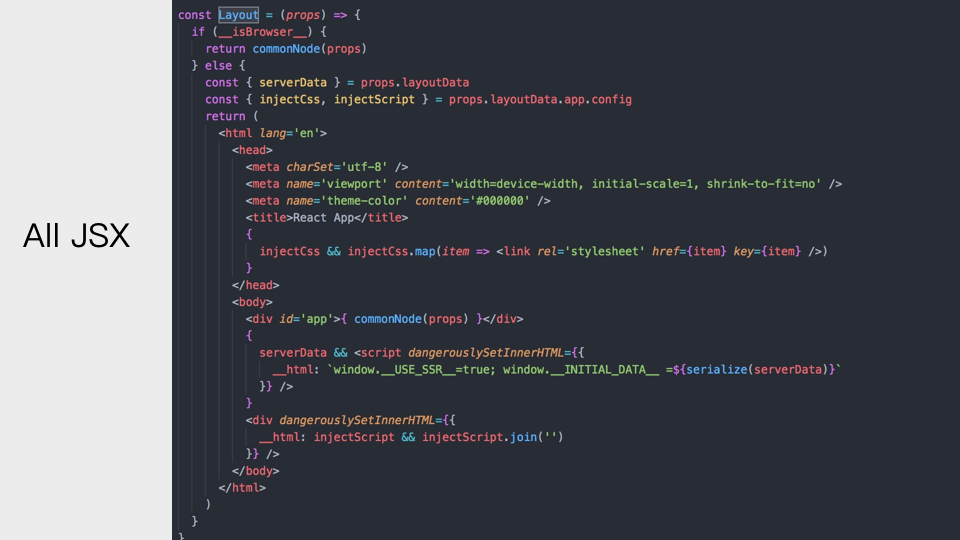 All JSX
const Layout = (props) => {
  if (__isBrowser__) {
    return commonNode(props)
  } else {
    const { serverData } = props.layoutData
    const { injectCss, injectScript } = props.layoutData.app.config
    return (
      <html lang='en'>
        <head>
          <meta charSet='utf-8' />
          <meta name='viewport' content='width=device-width, initial-scale=1, shrink-to-fit=no' />
          <meta name='theme-color' content='#000000' />
          <title>React App</title>
          {
            injectCss && injectCss.map(item => <link rel='stylesheet' href={item} key={item} />)
          }
        </head>
        <body>
          <div id='app'>{ commonNode(props) }</div>
          {
            serverData && <script dangerouslySetInnerHTML={{
              __html: `window.__USE_SSR__=true; window.__INITIAL_DATA__ =${serialize(serverData)}`
            }} />
          }
          <div dangerouslySetInnerHTML={{
            __html: injectScript && injectScript.join('')
          }} />
        </body>
      </html>
    )
  }
}